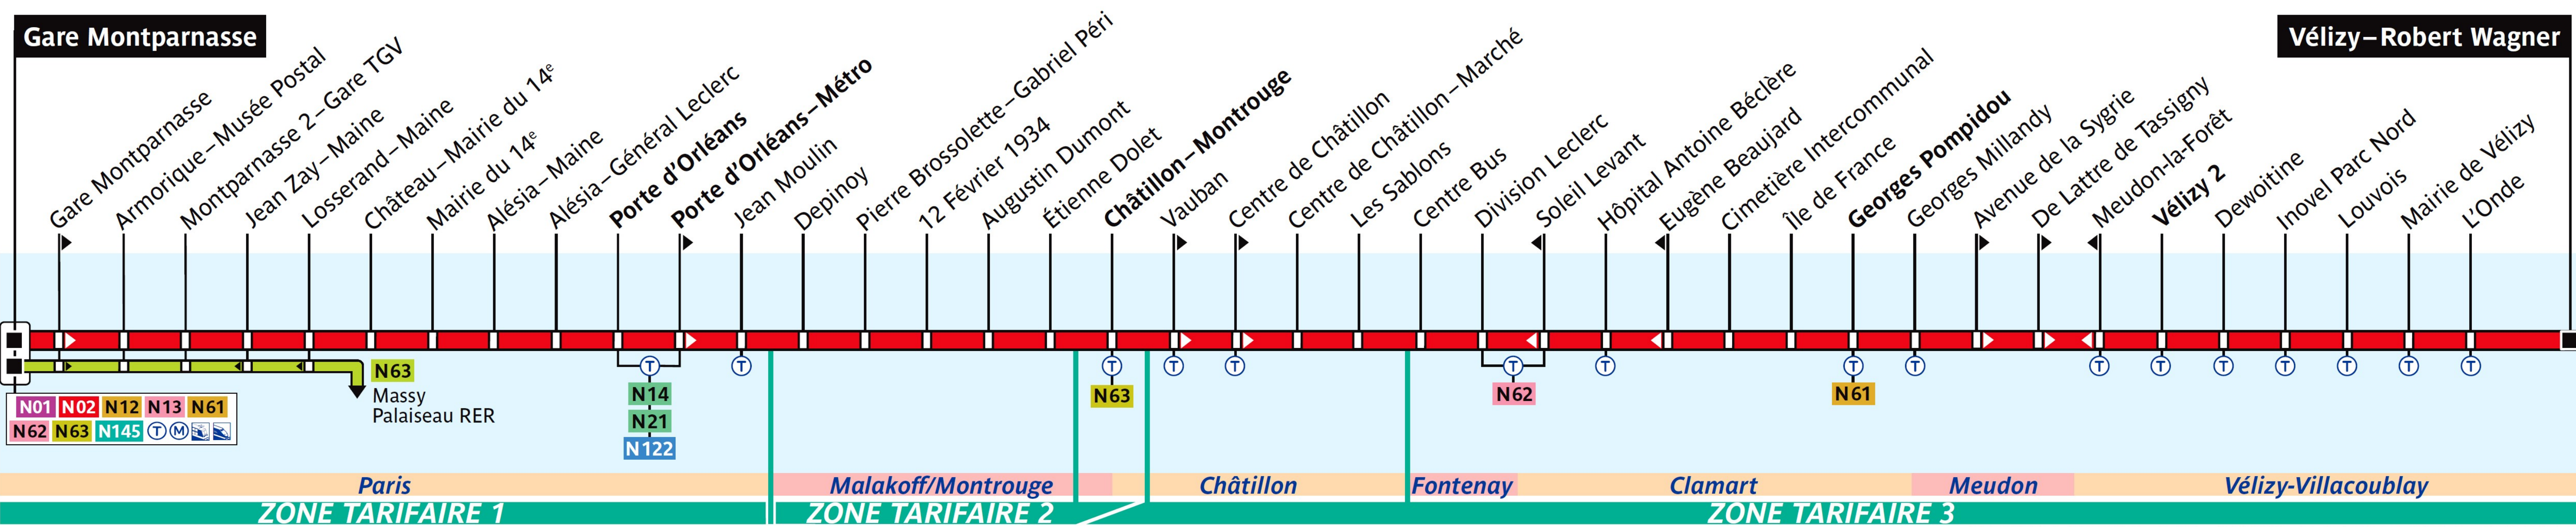 Gare Montparnasse
Vélizy–Robert Wagner
Gare Montparnasse
Armorique–Musée Postal
Montparnasse 2–Gare TGV
Jean Zay–Maine
Losserand–Maine
Château–Mairie du 14e
Mairie du 14e
Alésia–Maine
Alésia–Général Leclerc
Porte d'Orléans
Porte d'Orléans–Métro
Jean Moulin
Depinoy
Pierre Brossolette–Gabriel Péri
12 Février 1934
Augustin Dumont
Étienne Dolet
Châtillon–Montrouge
Vauban
Centre de Châtillon
Centre de Châtillon–Marché
Les Sablons
Centre Bus
Division Leclerc
Soleil Levant
Hôpital Antoine Béclère
Eugène Beaujard
Cimetière Intercommunal
Île de France
Georges Pompidou
Georges Millandy
Avenue de la Sygrie
De Lattre de Tassigny
Meudon-la-Forêt
Vélizy 2
Dewoitine
Inovel Parc Nord
Louvois
Mairie de Vélizy
L'Onde
T T T T T T T T T T T T T T T
N63
Massy
Palaiseau RER
N01 N02 N12 N13 N61
N62 N63 N145 T M
N14
N21
N122
N63
N62
N61
Paris Malakoff/Montrouge Châtillon Fontenay Clamart Meudon Vélizy-Villacoublay
ZONE TARIFAIRE 1 ZONE TARIFAIRE 2 ZONE TARIFAIRE 3